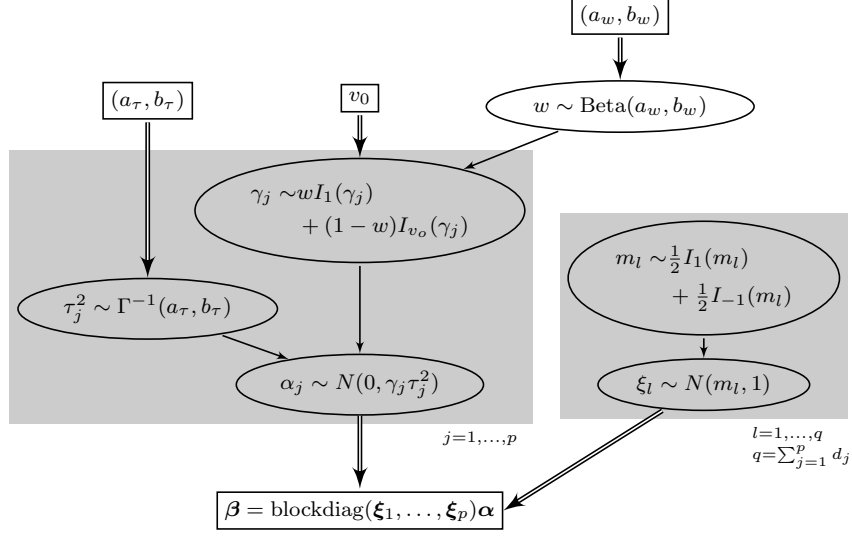 (a_w, b_w)
(a_τ, b_τ)
v_0
w ∼ Beta(a_w, b_w)
γ_j ∼wI_1(γ_j)
+ (1 − w)I_{v_o}(γ_j)
m_l ∼½I_1(m_l)
+ ½I_{−1}(m_l)
τ_j^2 ∼ Γ^{−1}(a_τ, b_τ)
α_j ∼ N(0, γ_jτ_j^2)
ξ_l ∼ N(m_l, 1)
j=1,...,p
l=1,...,q
q=∑_{j=1}^p d_j
β = blockdiag(ξ_1, . . . , ξ_p)α